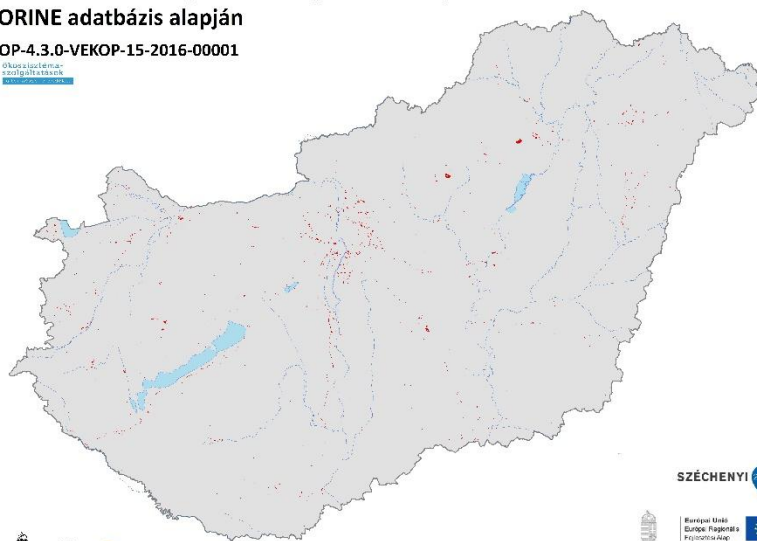 ORINE adatbázis alapján
OP-4.3.0-VEKOP-15-2016-00001
ökoszisztéma-
szolgáltatások
SZÉCHENYI
Európai Unió
Európai Regionális
Fejlesztési Alap